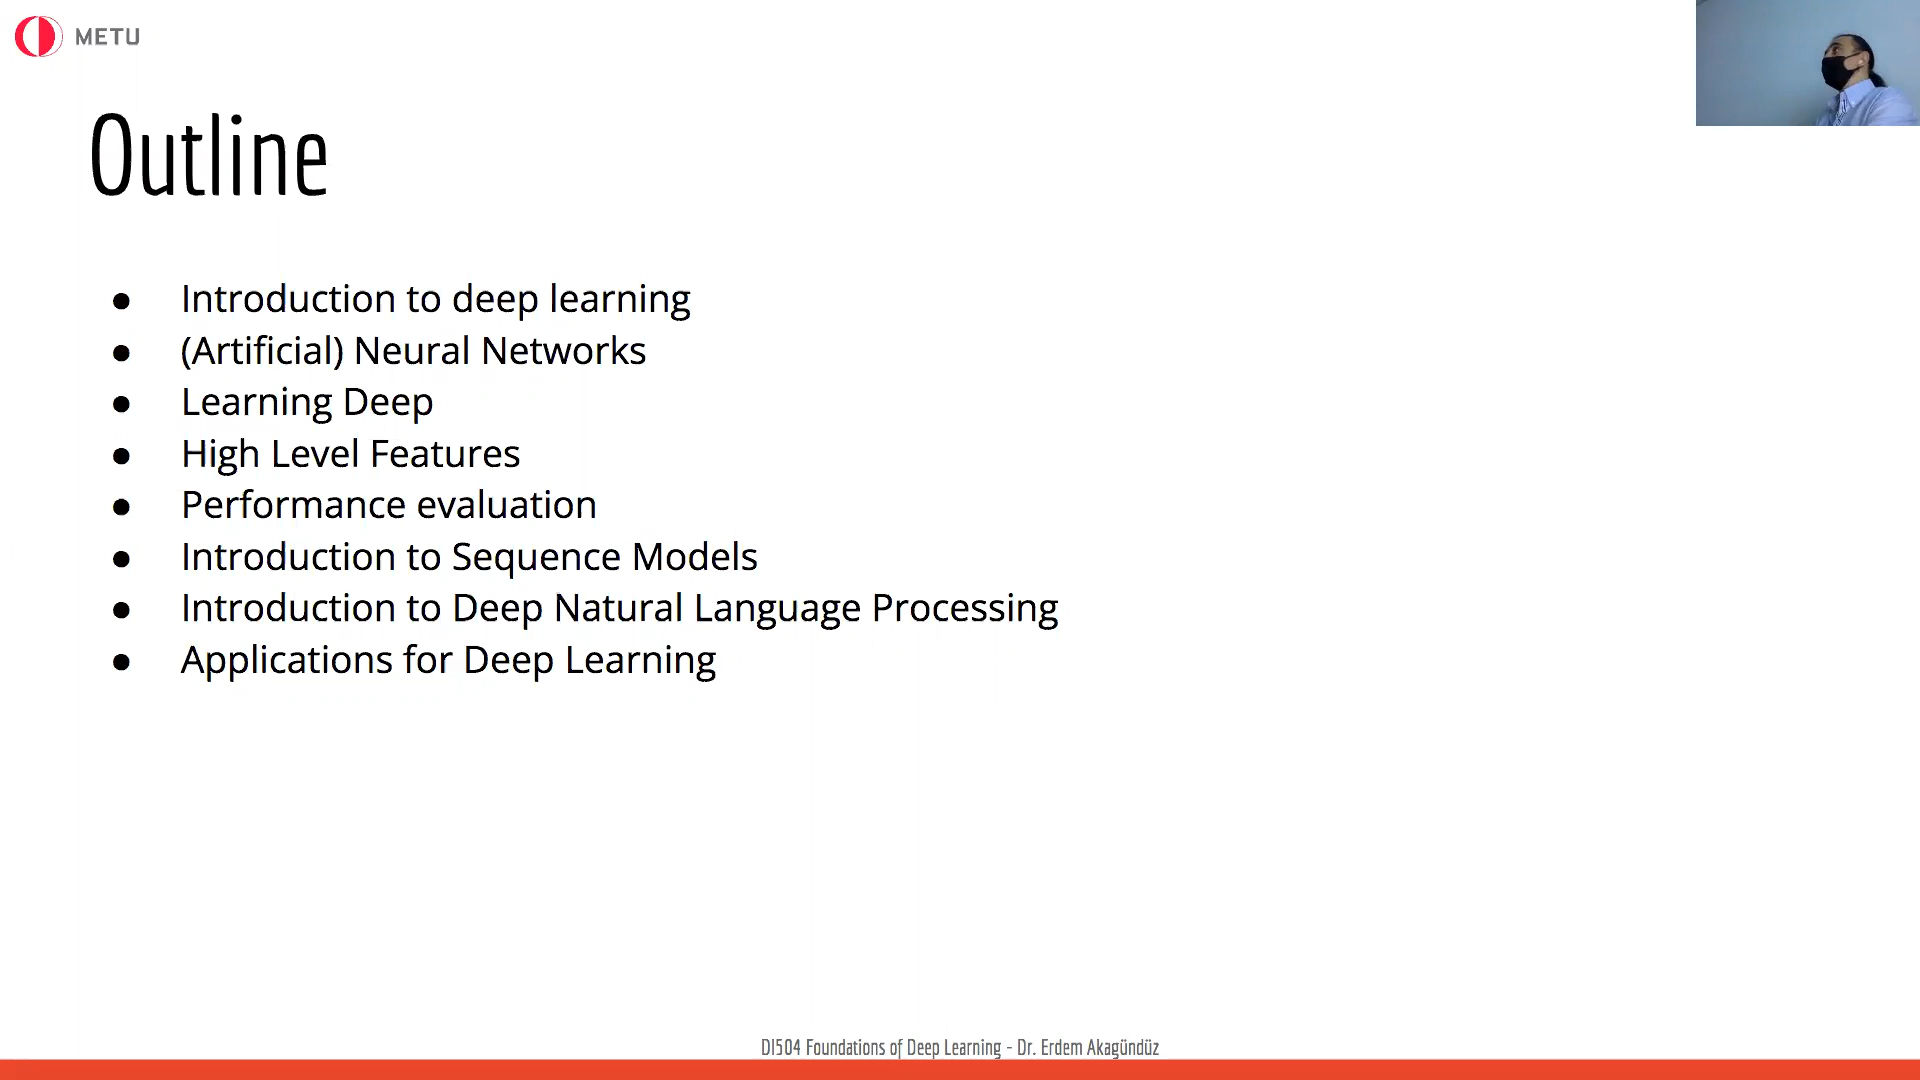 METU
Outline
● Introduction to deep learning
● (Artificial) Neural Networks
● Learning Deep
● High Level Features
● Performance evaluation
● Introduction to Sequence Models
● Introduction to Deep Natural Language Processing
● Applications for Deep Learning
DI504 Foundations of Deep Learning - Dr. Erdem Akagündüz